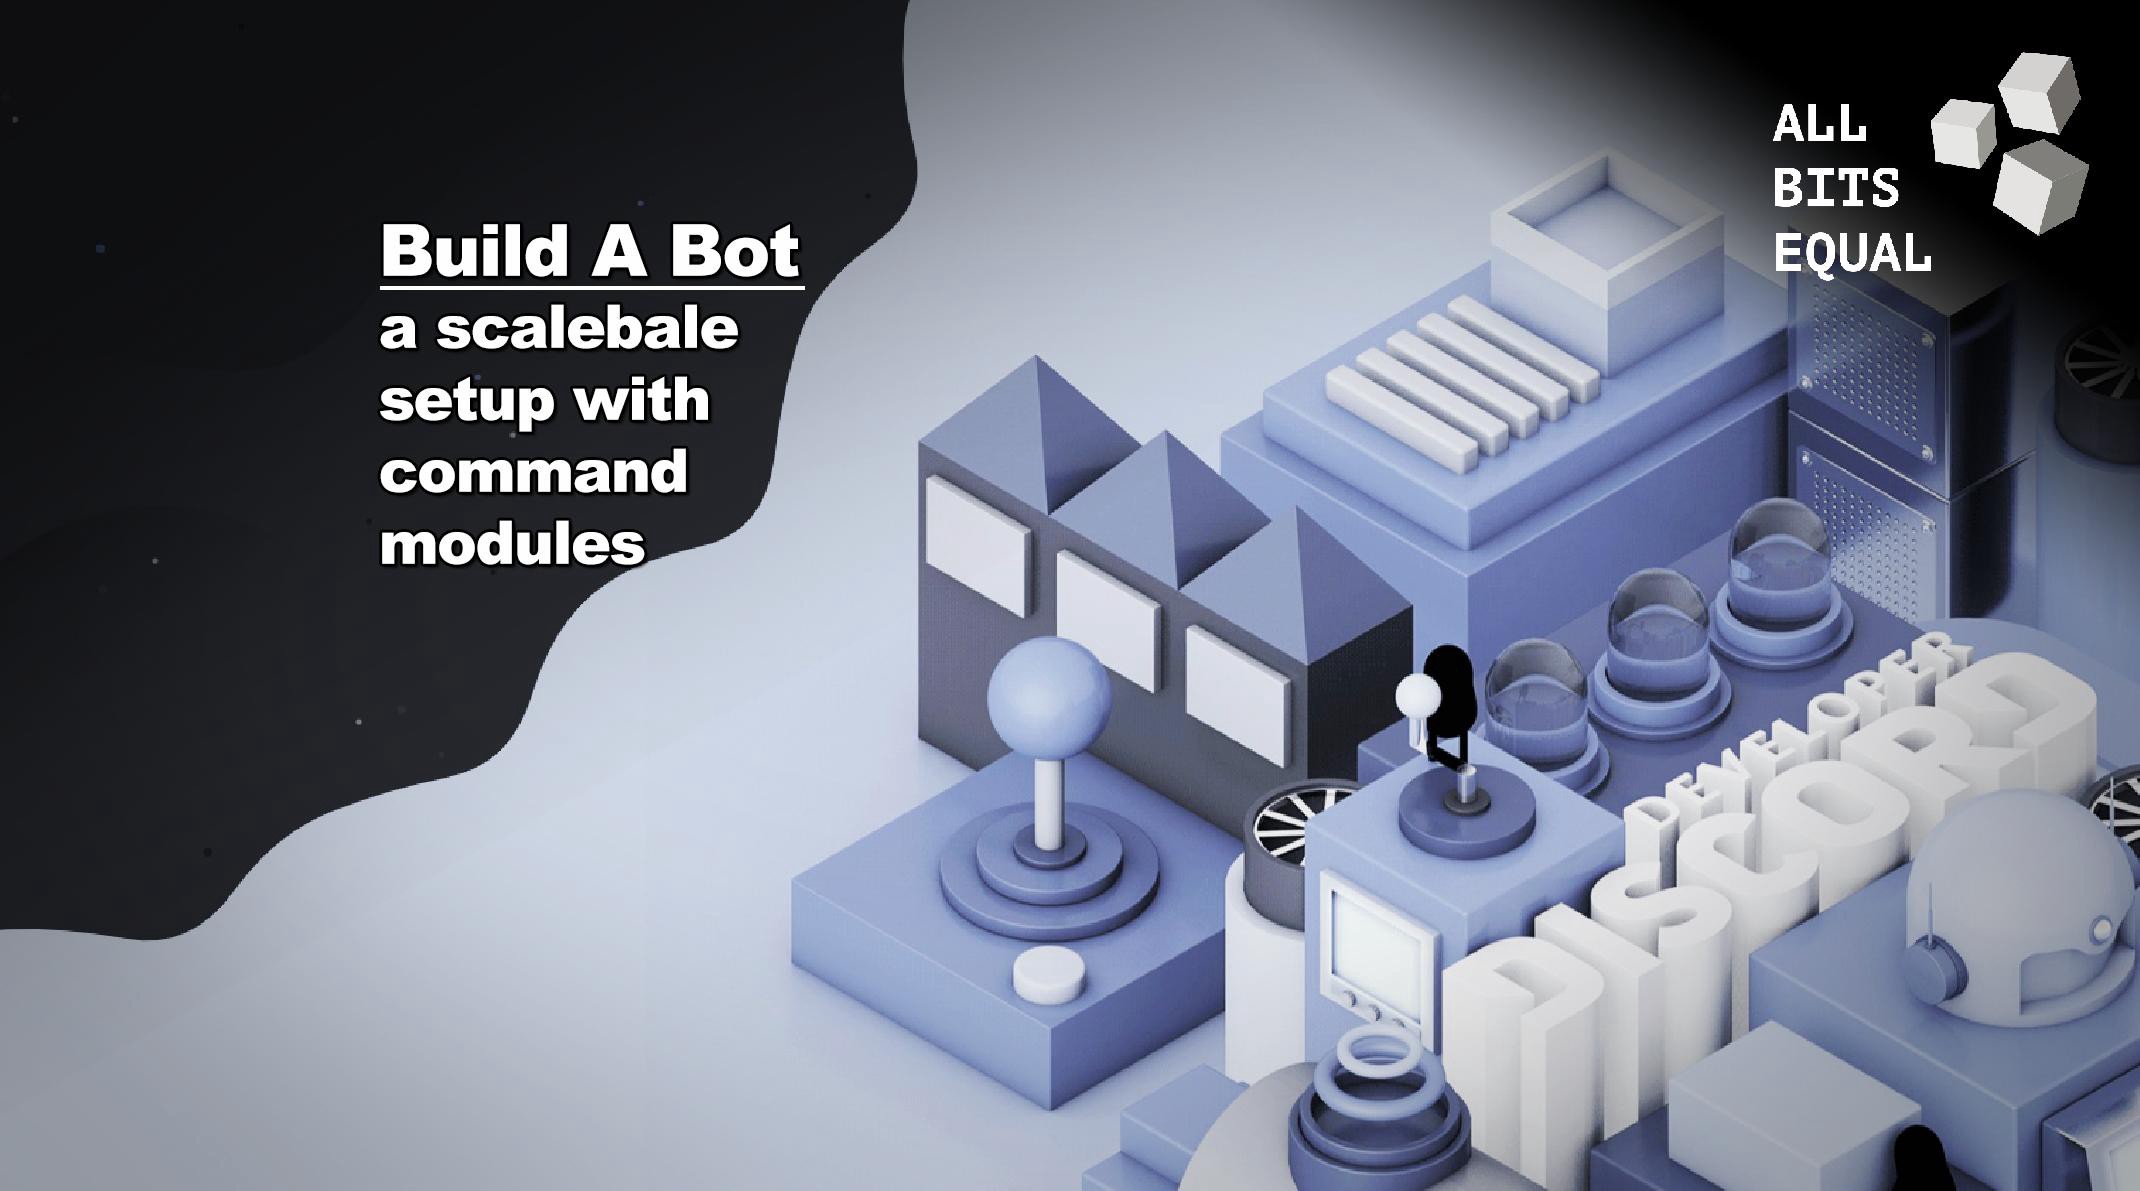 Build A Bot
a scalebale
setup with
command
modules
ALL
BITS
EQUAL
DEVELOPER
DISCORD